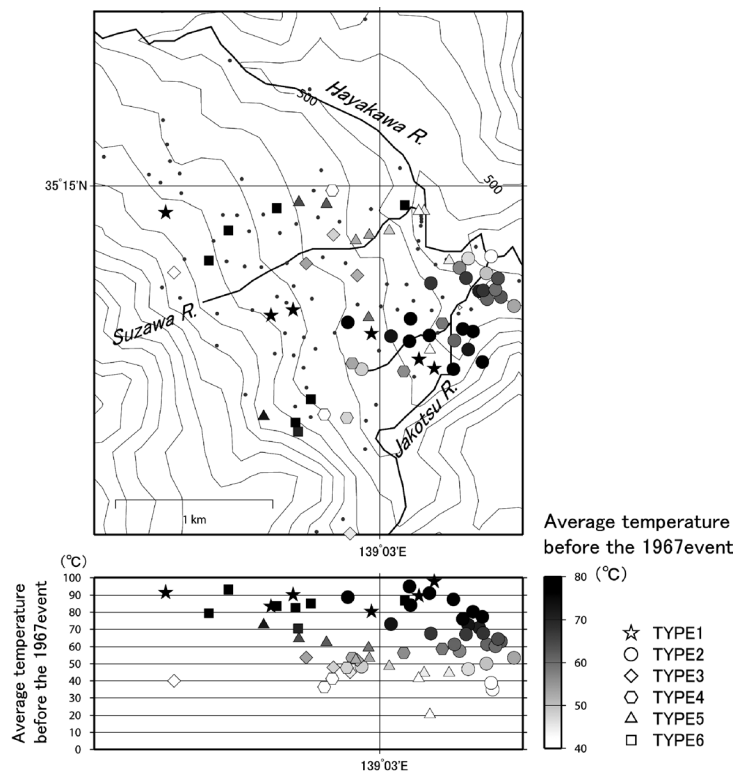 Hayakawa R.
500
35°15'N
500
Suzawa R.
Jakotsu R.
1 km
139°03'E
Average temperature
before the 1967event
(℃)
80
70
60
50
40
TYPE1
TYPE2
TYPE3
TYPE4
TYPE5
TYPE6
Average temperature
before the 1967event
(℃)
100
90
80
70
60
50
40
30
20
10
0
139°03'E